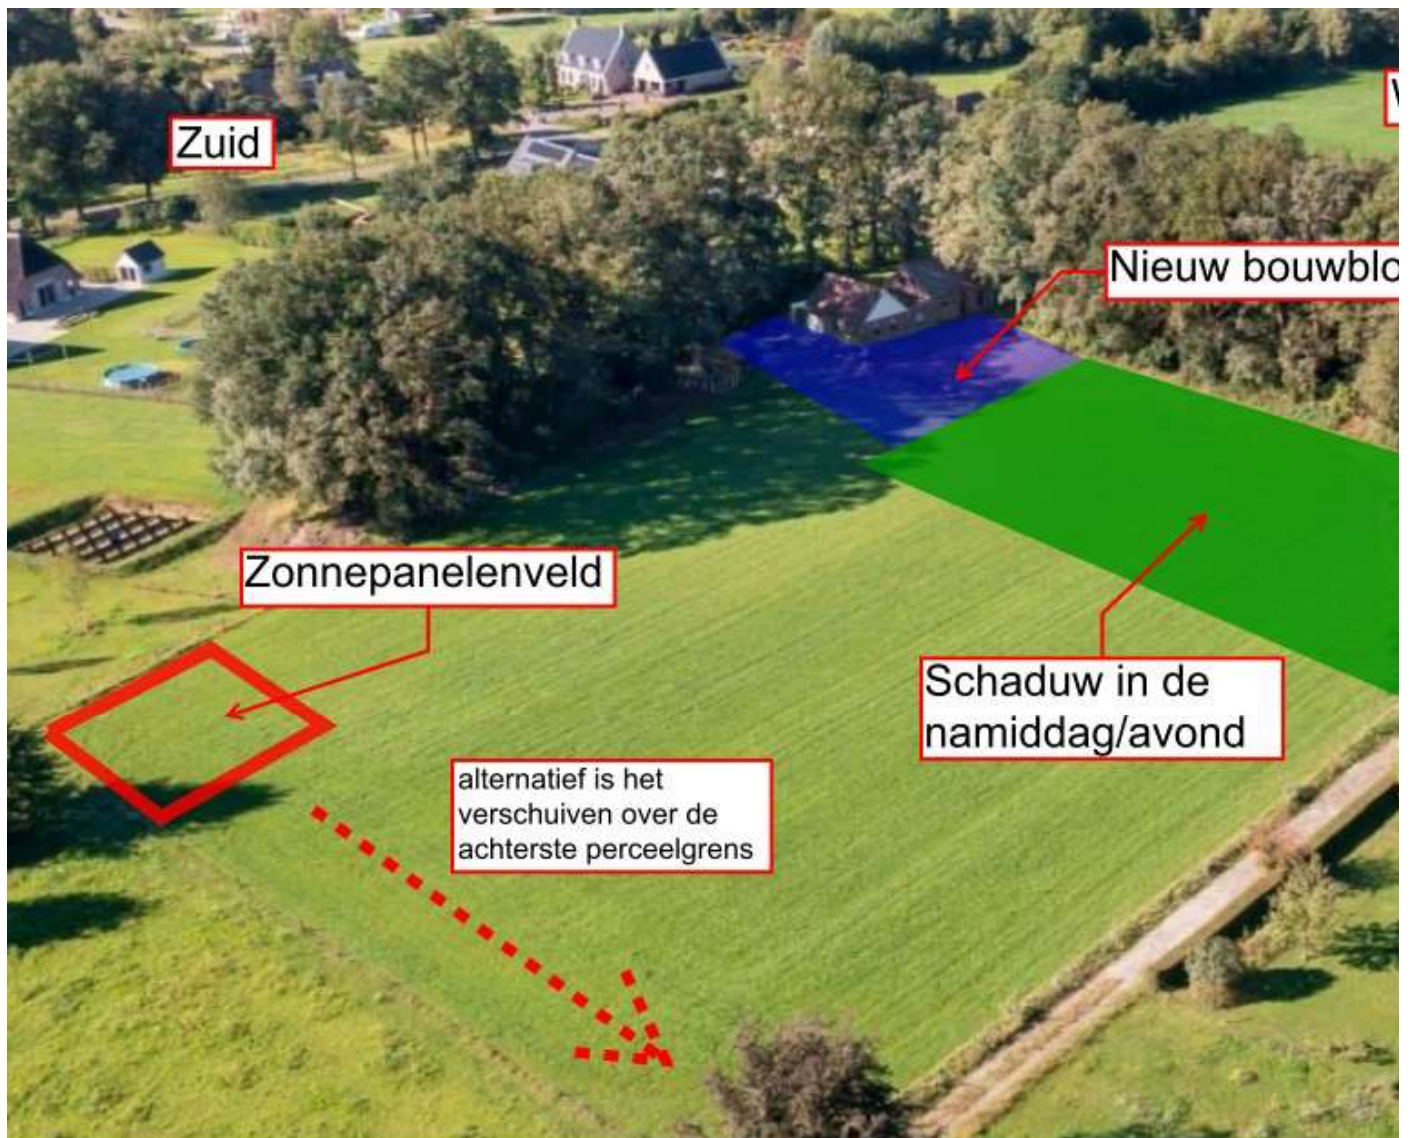 Zuid
W
Nieuw bouwblo
Zonnepanelenveld
Schaduw in de
namiddag/avond
alternatief is het
verschuiven over de
achterste perceelgrens